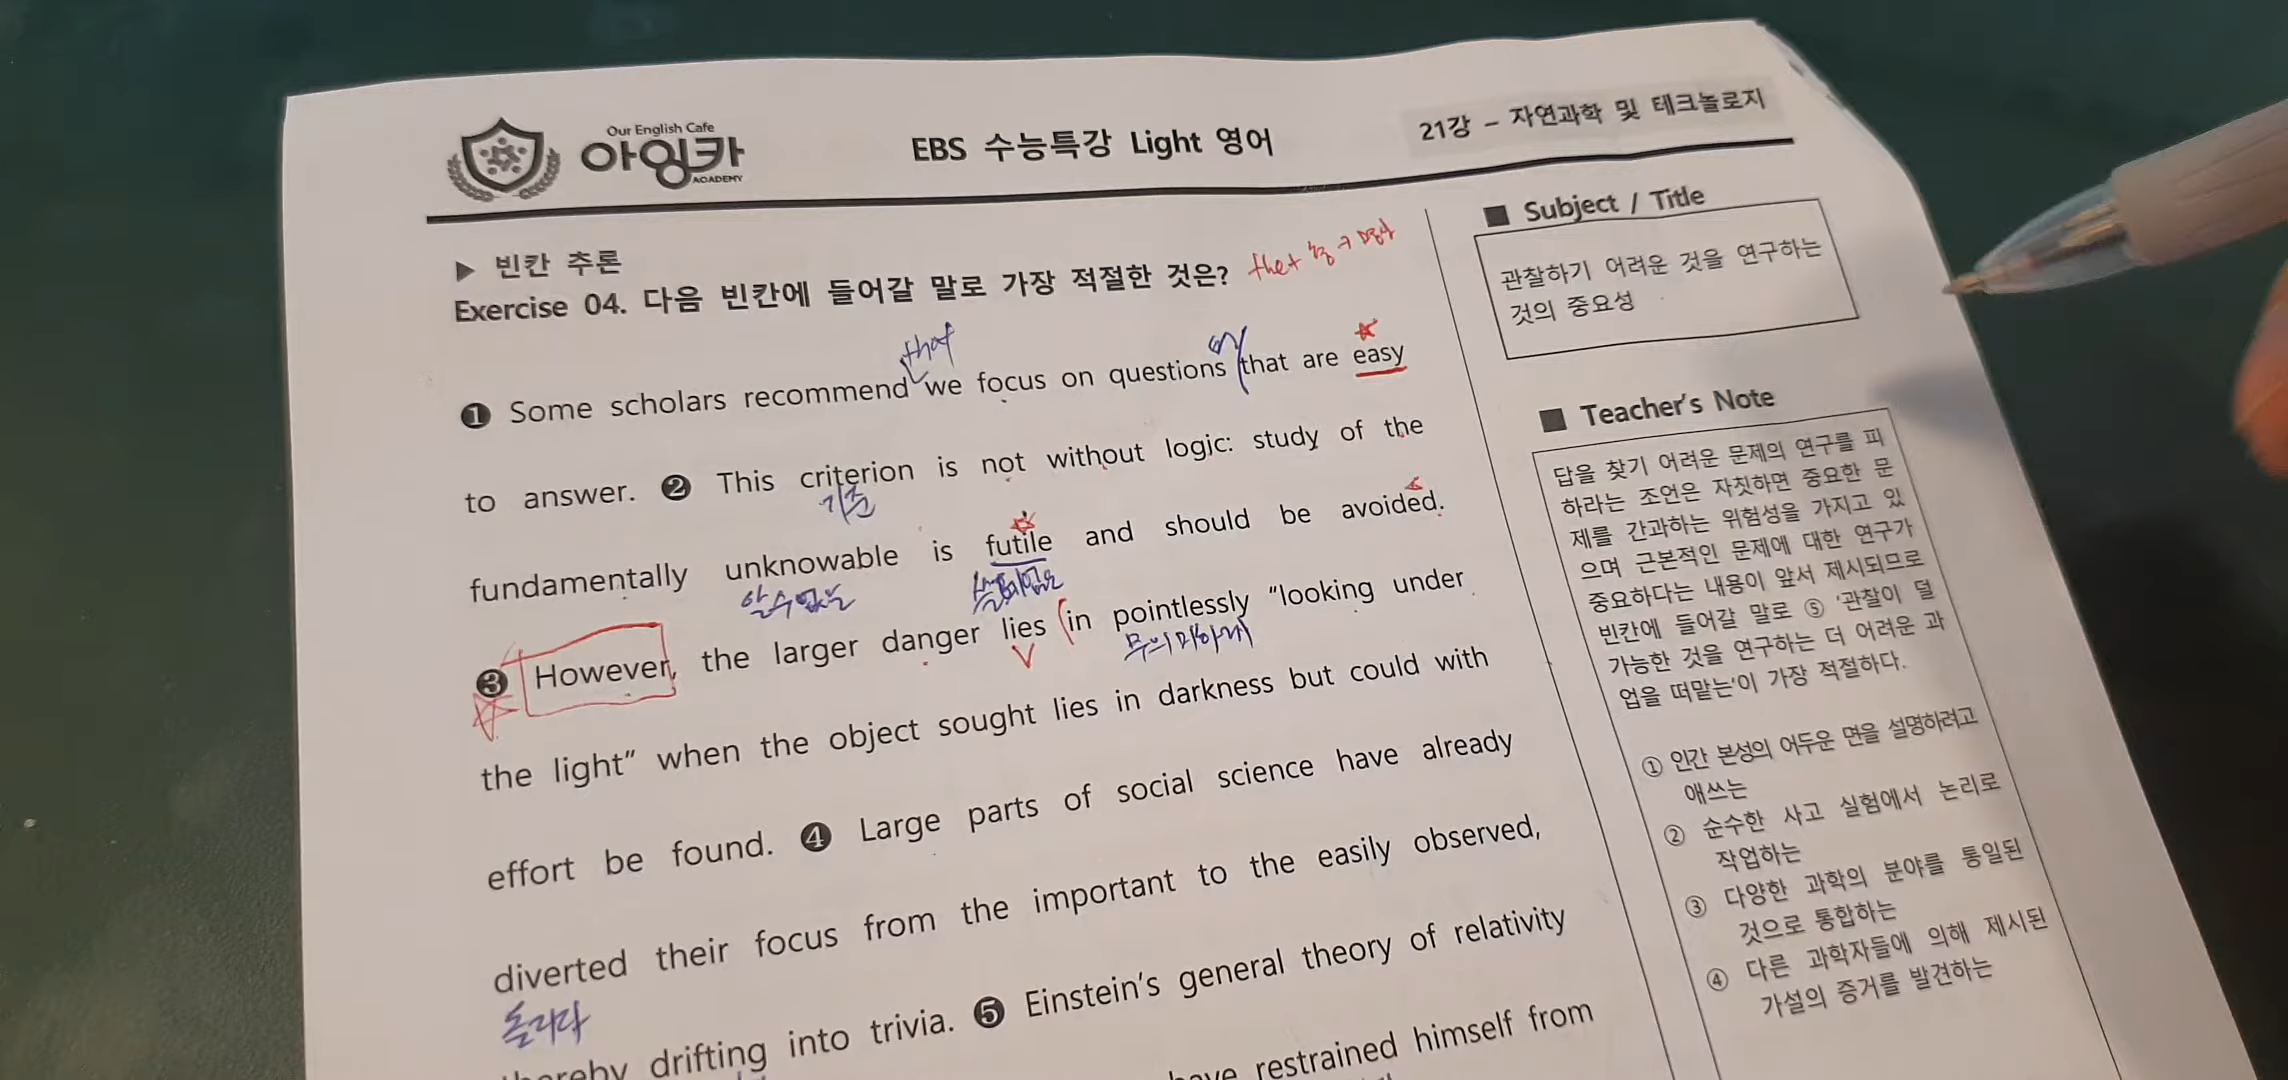 Our English Cafe
아잉카
ACADEMY
EBS 수능특강 Light 영어
21강 - 자연과학 및 테크놀로지
▶ 빈칸 추론
Exercise 04. 다음 빈칸에 들어갈 말로 가장 적절한 것은?
that
❶ Some scholars recommend we focus on questions that are easy
to answer. ❷ This criterion is not without logic: study of the
기준
fundamentally unknowable is futile and should be avoided.
알 수 없는
❸ However, the larger danger lies in pointlessly “looking under
무의미하게
the light” when the object sought lies in darkness but could with
effort be found. ❹ Large parts of social science have already
diverted their focus from the important to the easily observed,
돌리다
thereby drifting into trivia. ❺ Einstein’s general theory of relativity
have restrained himself from
■ Subject / Title
관찰하기 어려운 것을 연구하는
것의 중요성
■ Teacher’s Note
답을 찾기 어려운 문제의 연구를 피
하라는 조언은 자칫하면 중요한 문
제를 간과하는 위험성을 가지고 있
으며 근본적인 문제에 대한 연구가
중요하다는 내용이 앞서 제시되므로
빈칸에 들어갈 말로 ⑤ ‘관찰이 덜
가능한 것을 연구하는 더 어려운 과
업을 떠맡는’이 가장 적절하다.
① 인간 본성의 어두운 면을 설명하려고
애쓰는
② 순수한 사고 실험에서 논리로
작업하는
③ 다양한 과학의 분야를 통일된
것으로 통합하는
④ 다른 과학자들에 의해 제시된
가설의 증거를 발견하는